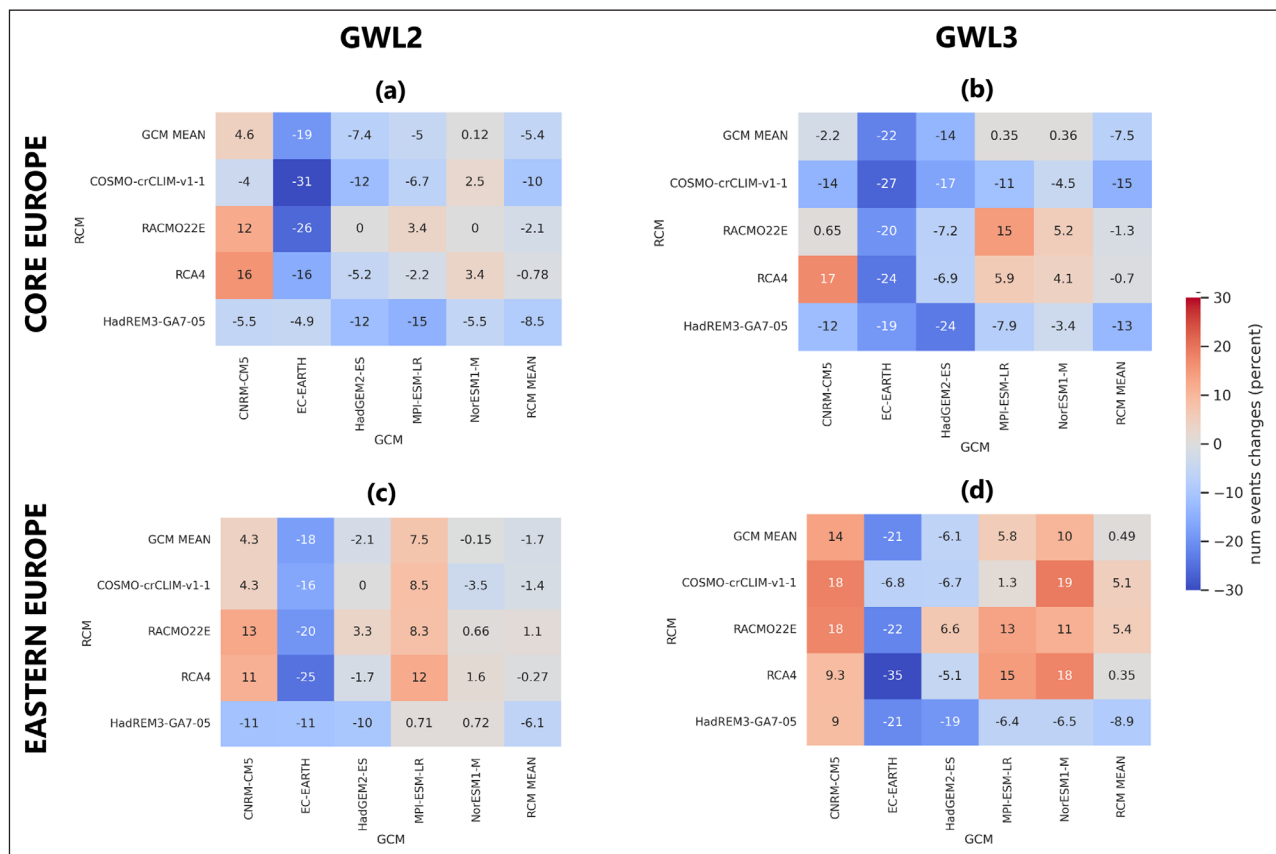 GWL2
GWL3
CORE EUROPE
(a)
GCM MEAN 4.6 -19 -7.4 -5 0.12 -5.4
COSMO-crCLIM-v1-1 -4 -31 -12 -6.7 2.5 -10
RACMO22E 12 -26 0 3.4 0 -2.1
RCA4 16 -16 -5.2 -2.2 3.4 -0.78
HadREM3-GA7-05 -5.5 -4.9 -12 -15 -5.5 -8.5
RCM
CNRM-CM5 EC-EARTH HadGEM2-ES MPI-ESM-LR NorESM1-M RCM MEAN
GCM
(b)
GCM MEAN -2.2 -22 -14 0.35 0.36 -7.5
COSMO-crCLIM-v1-1 -14 -27 -17 -11 -4.5 -15
RACMO22E 0.65 -20 -7.2 15 5.2 -1.3
RCA4 17 -24 -6.9 5.9 4.1 -0.7
HadREM3-GA7-05 -12 -19 -24 -7.9 -3.4 -13
RCM
CNRM-CM5 EC-EARTH HadGEM2-ES MPI-ESM-LR NorESM1-M RCM MEAN
GCM
EASTERN EUROPE
(c)
GCM MEAN 4.3 -18 -2.1 7.5 -0.15 -1.7
COSMO-crCLIM-v1-1 4.3 -16 0 8.5 -3.5 -1.4
RACMO22E 13 -20 3.3 8.3 0.66 1.1
RCA4 11 -25 -1.7 12 1.6 -0.27
HadREM3-GA7-05 -11 -11 -10 0.71 0.72 -6.1
RCM
CNRM-CM5 EC-EARTH HadGEM2-ES MPI-ESM-LR NorESM1-M RCM MEAN
GCM
(d)
GCM MEAN 14 -21 -6.1 5.8 10 0.49
COSMO-crCLIM-v1-1 18 -6.8 -6.7 1.3 19 5.1
RACMO22E 18 -22 6.6 13 11 5.4
RCA4 9.3 -35 -5.1 15 18 0.35
HadREM3-GA7-05 9 -21 -19 -6.4 -6.5 -8.9
RCM
CNRM-CM5 EC-EARTH HadGEM2-ES MPI-ESM-LR NorESM1-M RCM MEAN
GCM
30
20
10
0
−10
−20
−30
num events changes (percent)